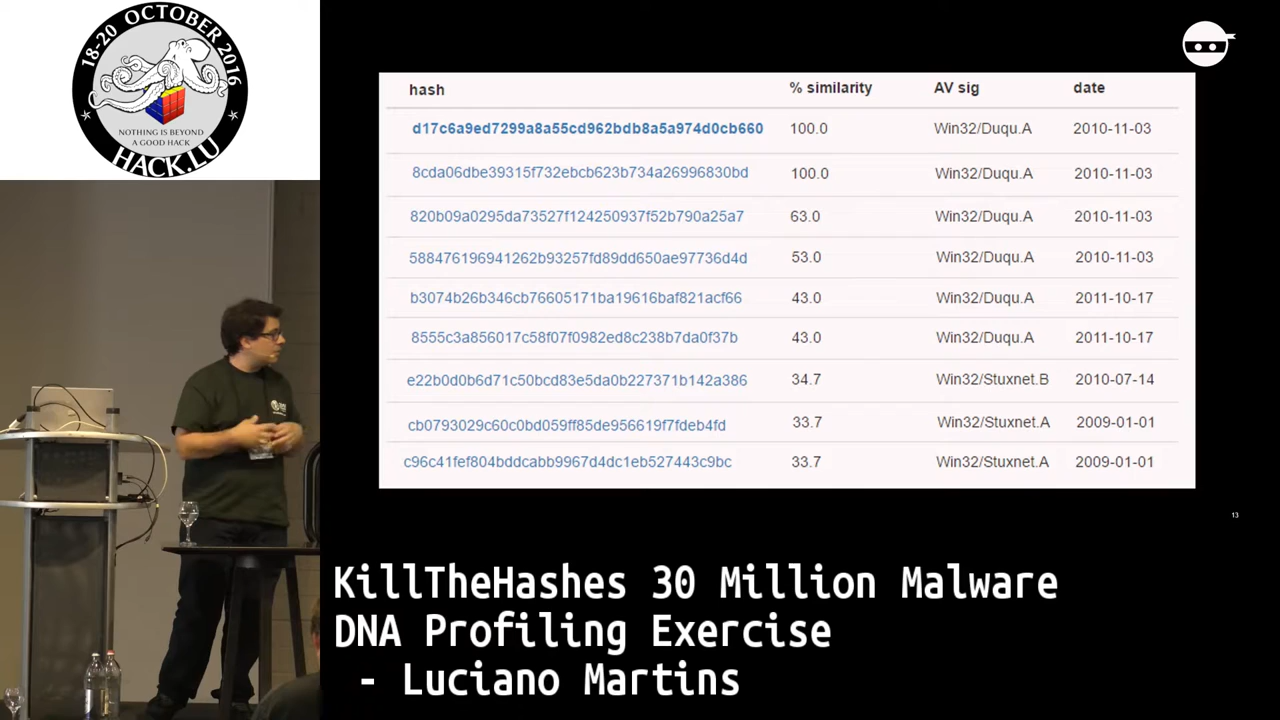 18-20 OCTOBER 2016
NOTHING IS BEYOND
A GOOD HACK
HACK.LU
hash % similarity AV sig date
d17c6a9ed7299a8a55cd962bdb8a5a974d0cb660 100.0 Win32/Duqu.A 2010-11-03
8cda06dbe39315f732ebcb623b734a26996830bd 100.0 Win32/Duqu.A 2010-11-03
820b09a0295da73527f124250937f52b790a25a7 63.0 Win32/Duqu.A 2010-11-03
588476196941262b93257fd89dd650ae97736d4d 53.0 Win32/Duqu.A 2010-11-03
b3074b26b346cb76605171ba19616baf821acf66 43.0 Win32/Duqu.A 2011-10-17
8555c3a856017c58f07f0982ed8c238b7da0f37b 43.0 Win32/Duqu.A 2011-10-17
e22b0d0b6d71c50bcd83e5da0b227371b142a386 34.7 Win32/Stuxnet.B 2010-07-14
cb0793029c60c0bd059ff85de956619f7fdeb4fd 33.7 Win32/Stuxnet.A 2009-01-01
c96c41fef804bddcabb9967d4dc1eb527443c9bc 33.7 Win32/Stuxnet.A 2009-01-01
13
KillTheHashes 30 Million Malware
DNA Profiling Exercise
- Luciano Martins